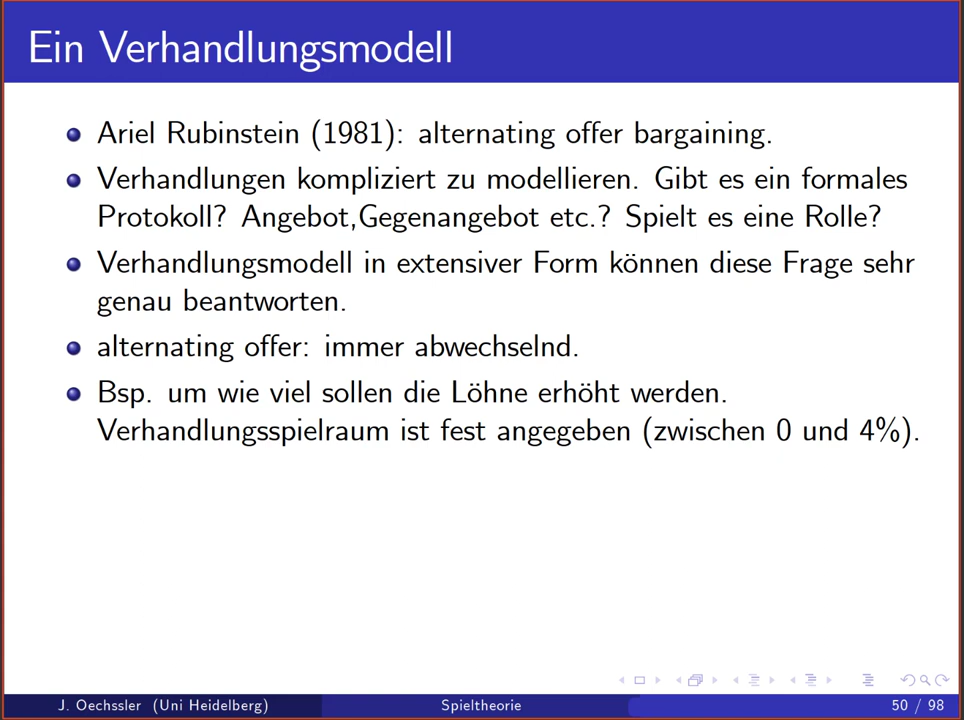 Ein Verhandlungsmodell
Ariel Rubinstein (1981): alternating offer bargaining.
Verhandlungen kompliziert zu modellieren. Gibt es ein formales
Protokoll? Angebot,Gegenangebot etc.? Spielt es eine Rolle?
Verhandlungsmodell in extensiver Form können diese Frage sehr
genau beantworten.
alternating offer: immer abwechselnd.
Bsp. um wie viel sollen die Löhne erhöht werden.
Verhandlungsspielraum ist fest angegeben (zwischen 0 und 4%).
J. Oechssler (Uni Heidelberg) Spieltheorie 50 / 98